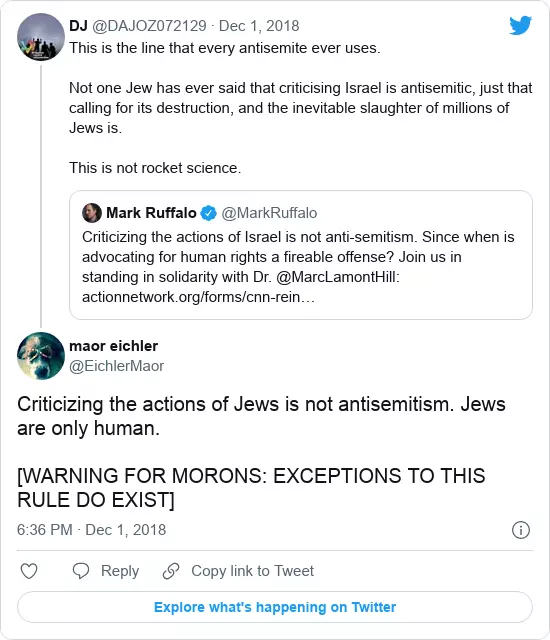 DJ @DAJOZ072129 · Dec 1, 2018
This is the line that every antisemite ever uses.
Not one Jew has ever said that criticising Israel is antisemitic, just that
calling for its destruction, and the inevitable slaughter of millions of
Jews is.
This is not rocket science.
Mark Ruffalo @MarkRuffalo
Criticizing the actions of Israel is not anti-semitism. Since when is
advocating for human rights a fireable offense? Join us in
standing in solidarity with Dr. @MarcLamontHill:
actionnetwork.org/forms/cnn-rein…
maor eichler
@EichlerMaor
Criticizing the actions of Jews is not antisemitism. Jews
are only human.
[WARNING FOR MORONS: EXCEPTIONS TO THIS
RULE DO EXIST]
6:36 PM · Dec 1, 2018
Reply
Copy link to Tweet
Explore what's happening on Twitter